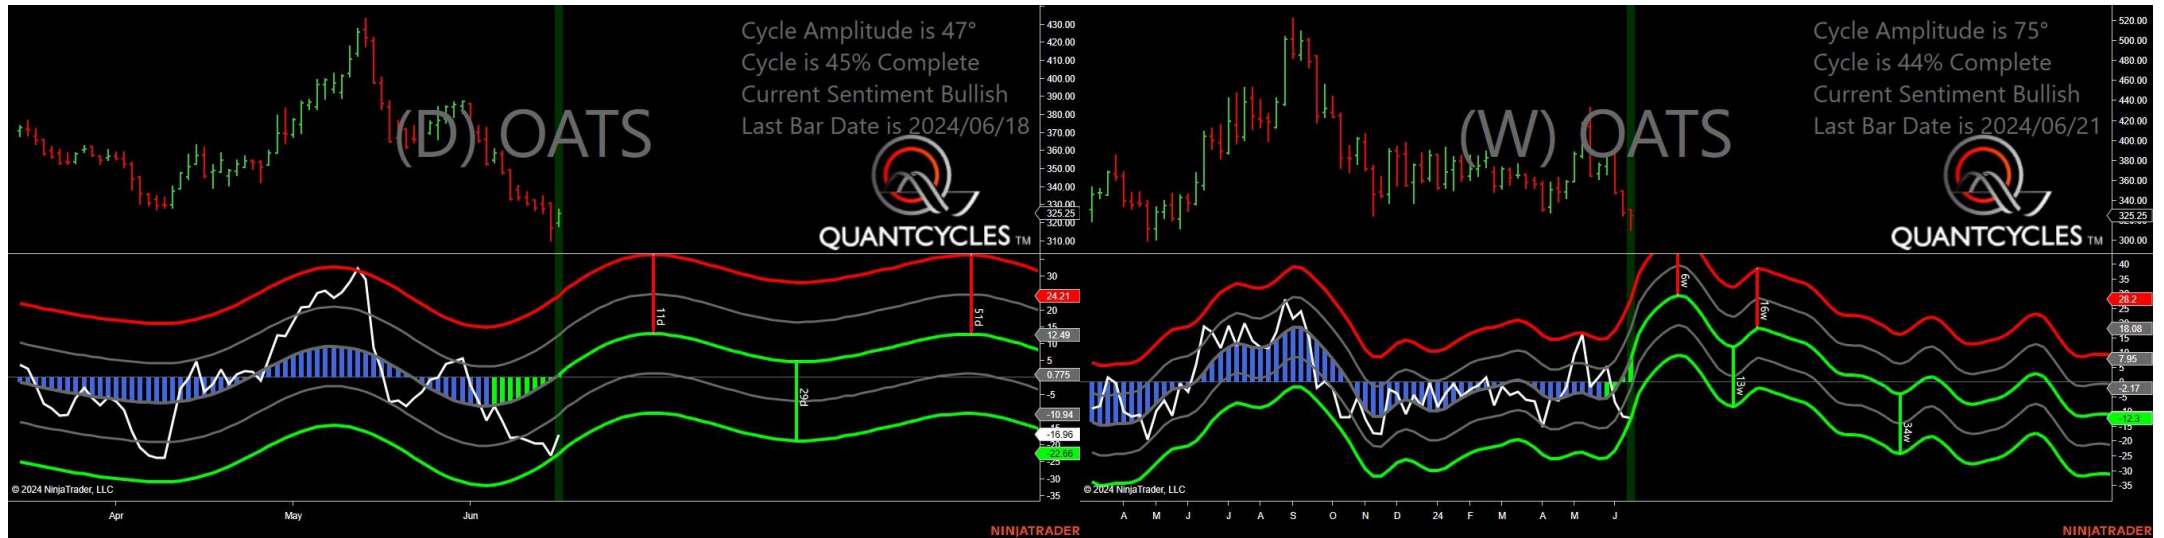 Cycle Amplitude is 47°
Cycle is 45% Complete
Current Sentiment Bullish
Last Bar Date is 2024/06/18
(D) OATS
QUANTCYCLES TM
430.00
420.00
410.00
400.00
390.00
380.00
370.00
360.00
350.00
340.00
330.00
325.25
320.00
310.00
30
24.21
20
15
12.49
10
5
0.775
-5
-10.94
-16.96
-22.66
-25
-30
-35
11d
29d
51d
© 2024 NinjaTrader, LLC
Apr May Jun
NINJATRADER
Cycle Amplitude is 75°
Cycle is 44% Complete
Current Sentiment Bullish
Last Bar Date is 2024/06/21
(W) OATS
QUANTCYCLES TM
520.00
500.00
480.00
460.00
440.00
420.00
400.00
380.00
360.00
340.00
325.25
300.00
40
35
28.2
20
18.08
15
7.95
5
-2.17
-5
-12.3
-15
-20
-25
-30
-35
6w
16w
13w
34w
© 2024 NinjaTrader, LLC
A M J J A S O N D 24 F M A M J
NINJATRADER